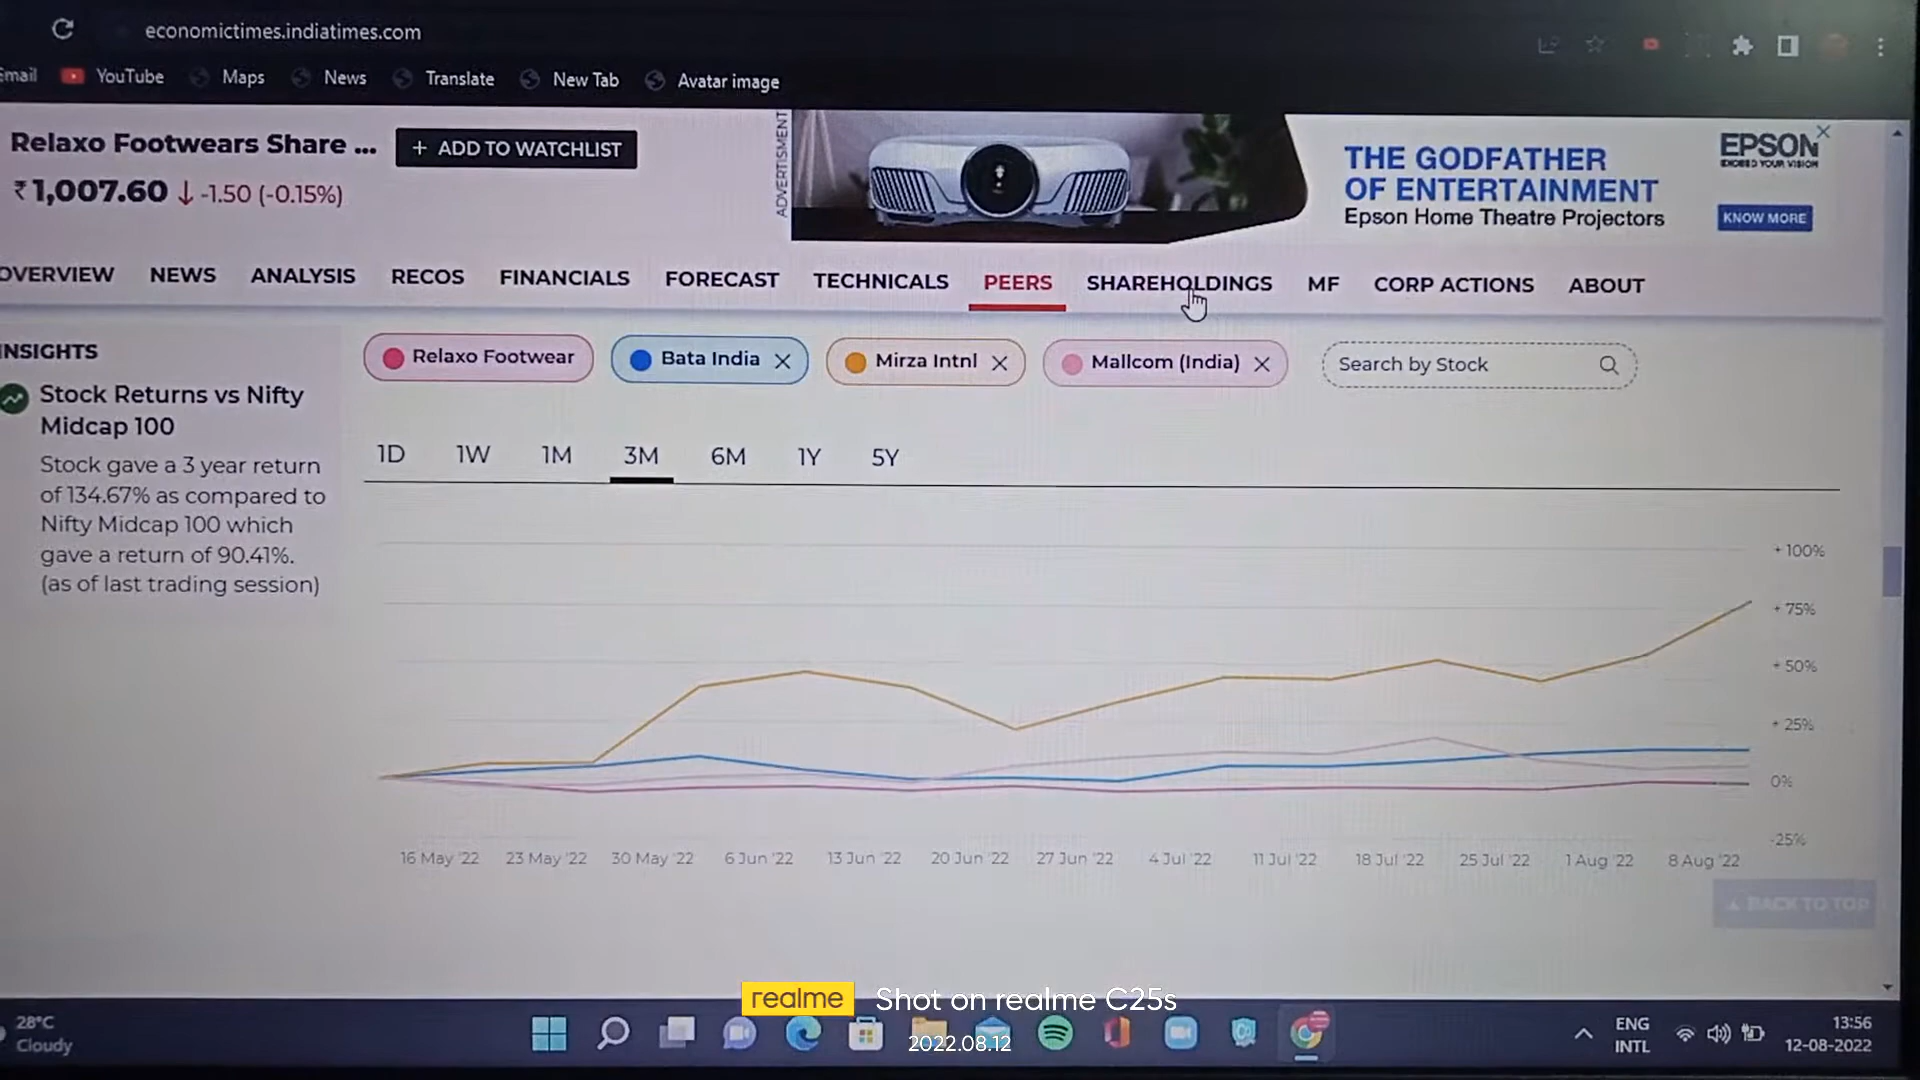 economictimes.indiatimes.com
Email YouTube Maps News Translate New Tab Avatar image
Relaxo Footwears Share ...
+ ADD TO WATCHLIST
₹1,007.60 ↓ -1.50 (-0.15%)
ADVERTISMENT
THE GODFATHER
OF ENTERTAINMENT
Epson Home Theatre Projectors
EPSON
EXCEED YOUR VISION
KNOW MORE
OVERVIEW NEWS ANALYSIS RECOS FINANCIALS FORECAST TECHNICALS PEERS SHAREHOLDINGS MF CORP ACTIONS ABOUT
INSIGHTS
Stock Returns vs Nifty
Midcap 100
Stock gave a 3 year return
of 134.67% as compared to
Nifty Midcap 100 which
gave a return of 90.41%.
(as of last trading session)
Relaxo Footwear Bata India Mirza Intnl Mallcom (India) Search by Stock
1D 1W 1M 3M 6M 1Y 5Y
+100%
+75%
+50%
+25%
0%
-25%
16 May '22 23 May '22 30 May '22 6 Jun '22 13 Jun '22 20 Jun '22 27 Jun '22 4 Jul '22 11 Jul '22 18 Jul '22 25 Jul '22 1 Aug '22 8 Aug '22
BACK TO TOP
realme Shot on realme C25s
2022.08.12
28°C
Cloudy
ENG
INTL
13:56
12-08-2022